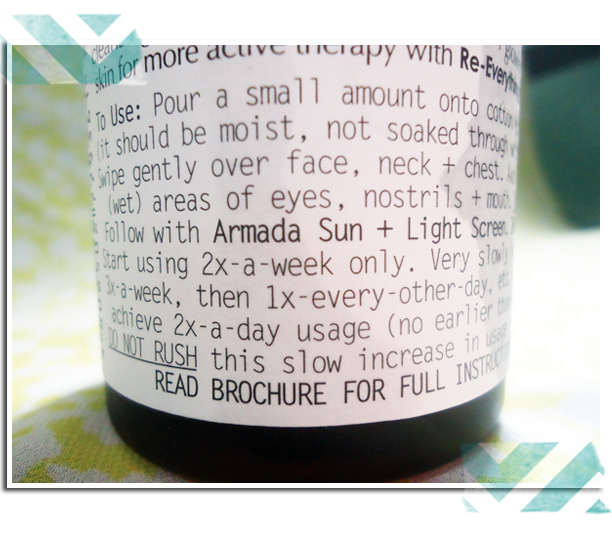 skin for more active therapy with
To Use: Pour a small amount onto
(it should be moist, not soaked through
Swipe gently over face, neck + chest.
(wet) areas of eyes, nostrils + mouth.
Follow with Armada Sun + Light Screen.
Start using 2x-a-week only. Very slowly
3x-a-week, then 1x-every-other-day, etc.
achieve 2x-a-day usage (no earlier
DO NOT RUSH this slow increase in
READ BROCHURE FOR FULL